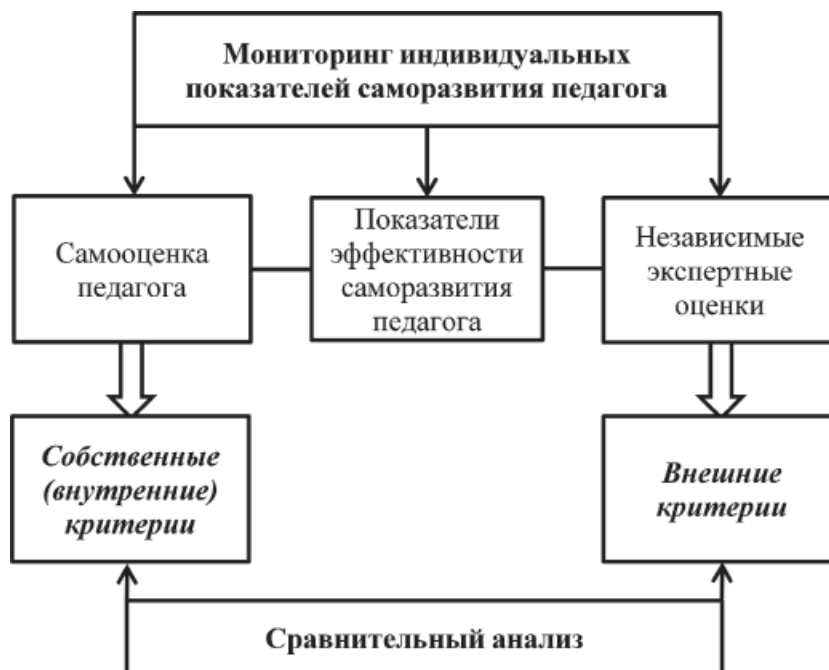 Мониторинг индивидуальных
показателей саморазвития педагога
Самооценка
педагога
Показатели
эффективности
саморазвития
педагога
Независимые
экспертные
оценки
Собственные
(внутренние)
критерии
Внешние
критерии
Сравнительный анализ